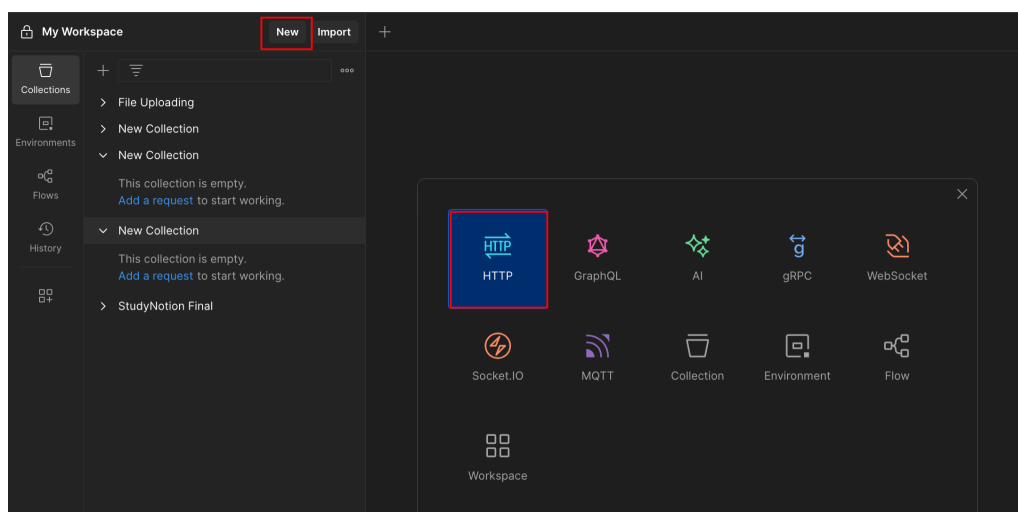 My Workspace
New
Import
Collections
Environments
Flows
History
File Uploading
New Collection
New Collection
This collection is empty.
Add a request to start working.
New Collection
This collection is empty.
Add a request to start working.
StudyNotion Final
HTTP
HTTP
GraphQL
AI
g
gRPC
WebSocket
Socket.IO
MQTT
Collection
Environment
Flow
Workspace